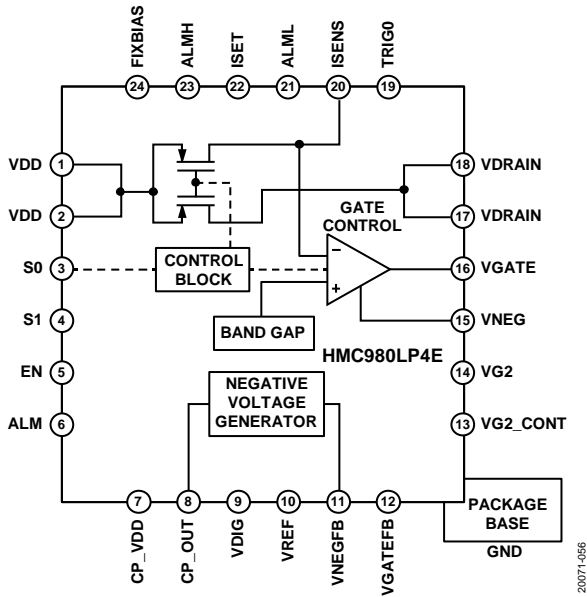 FIXBIAS
ALMH
ISET
ALML
ISENS
TRIG0
24
23
22
21
20
19
VDD 1
VDD 2
S0 3
S1 4
EN 5
ALM 6
18 VDRAIN
17 VDRAIN
16 VGATE
15 VNEG
14 VG2
13 VG2_CONT
GATE
CONTROL
–
+
CONTROL
BLOCK
BAND GAP
HMC980LP4E
NEGATIVE
VOLTAGE
GENERATOR
7
8
9
10
11
12
CP_VDD
CP_OUT
VDIG
VREF
VNEGFB
VGATEFB
PACKAGE
BASE
GND
20071-056